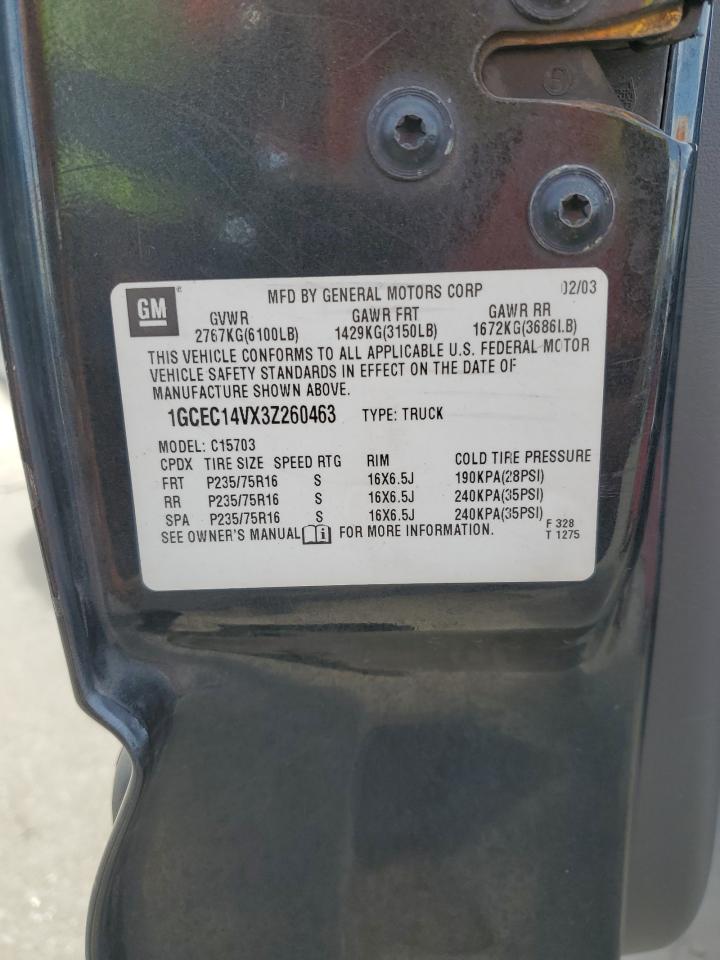 GM
MFD BY GENERAL MOTORS CORP 02/03
GVWR GAWR FRT GAWR RR
2767KG(6100LB) 1429KG(3150LB) 1672KG(3686LB)
THIS VEHICLE CONFORMS TO ALL APPLICABLE U.S. FEDERAL MOTOR
VEHICLE SAFETY STANDARDS IN EFFECT ON THE DATE OF
MANUFACTURE SHOWN ABOVE.
1GCEC14VX3Z260463 TYPE: TRUCK
MODEL: C15703
CPDX TIRE SIZE SPEED RTG RIM COLD TIRE PRESSURE
FRT P235/75R16 S 16X6.5J 190KPA(28PSI)
RR P235/75R16 S 16X6.5J 240KPA(35PSI)
SPA P235/75R16 S 16X6.5J 240KPA(35PSI)
SEE OWNER'S MANUAL FOR MORE INFORMATION.
F 328
T 1275